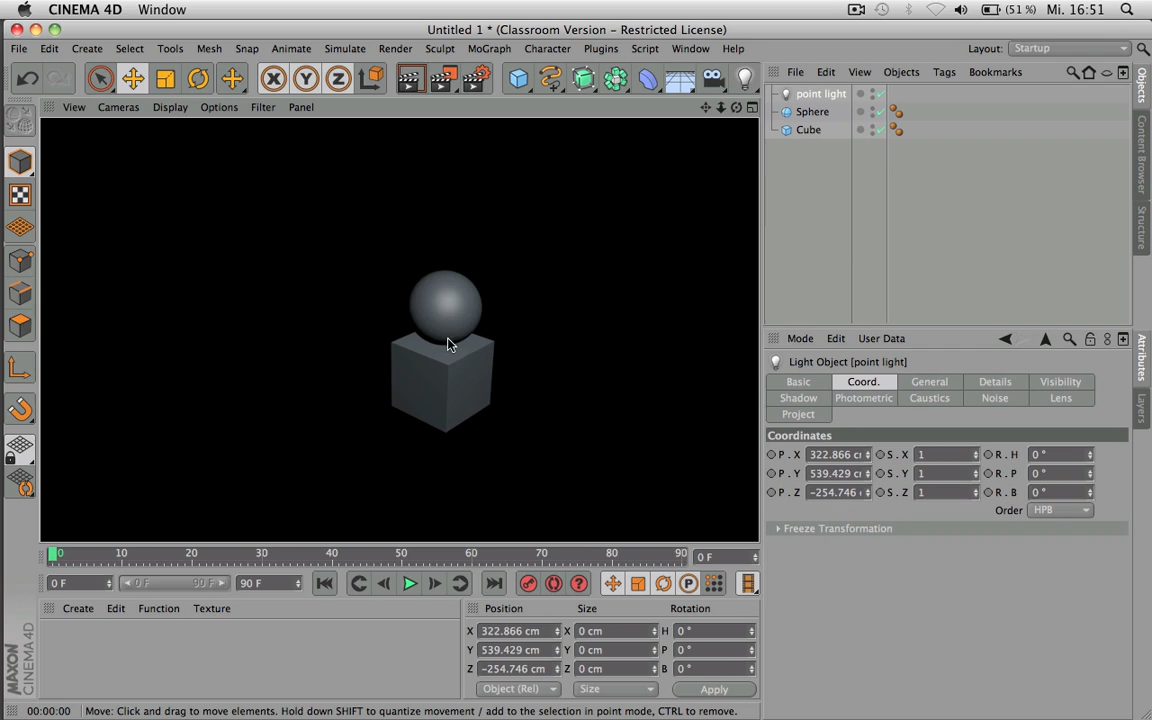 CINEMA 4D Window (51 %) Mi. 16:51
Untitled 1 * (Classroom Version – Restricted License)
File Edit Create Select Tools Mesh Snap Animate Simulate Render Sculpt MoGraph Character Plugins Script Window Help Layout: Startup
X Y Z
File Edit View Objects Tags Bookmarks
Objects
Content Browser
Structure
point light
Sphere
Cube
View Cameras Display Options Filter Panel
Mode Edit User Data
Attributes
Layers
Light Object [point light]
Basic Coord. General Details Visibility
Shadow Photometric Caustics Noise Lens
Project
Coordinates
P . X 322.866 c S . X 1 R . H 0 °
P . Y 539.429 c S . Y 1 R . P 0 °
P . Z -254.746 S . Z 1 R . B 0 °
Order HPB
Freeze Transformation
0 10 20 30 40 50 60 70 80 90 0 F
0 F 0 F 90 F 90 F P
Create Edit Function Texture
Position Size Rotation
X 322.866 cm X 0 cm H 0 °
Y 539.429 cm Y 0 cm P 0 °
Z -254.746 cm Z 0 cm B 0 °
Object (Rel) Size Apply
MAXON
CINEMA 4D
00:00:00 Move: Click and drag to move elements. Hold down SHIFT to quantize movement / add to the selection in point mode, CTRL to remove.